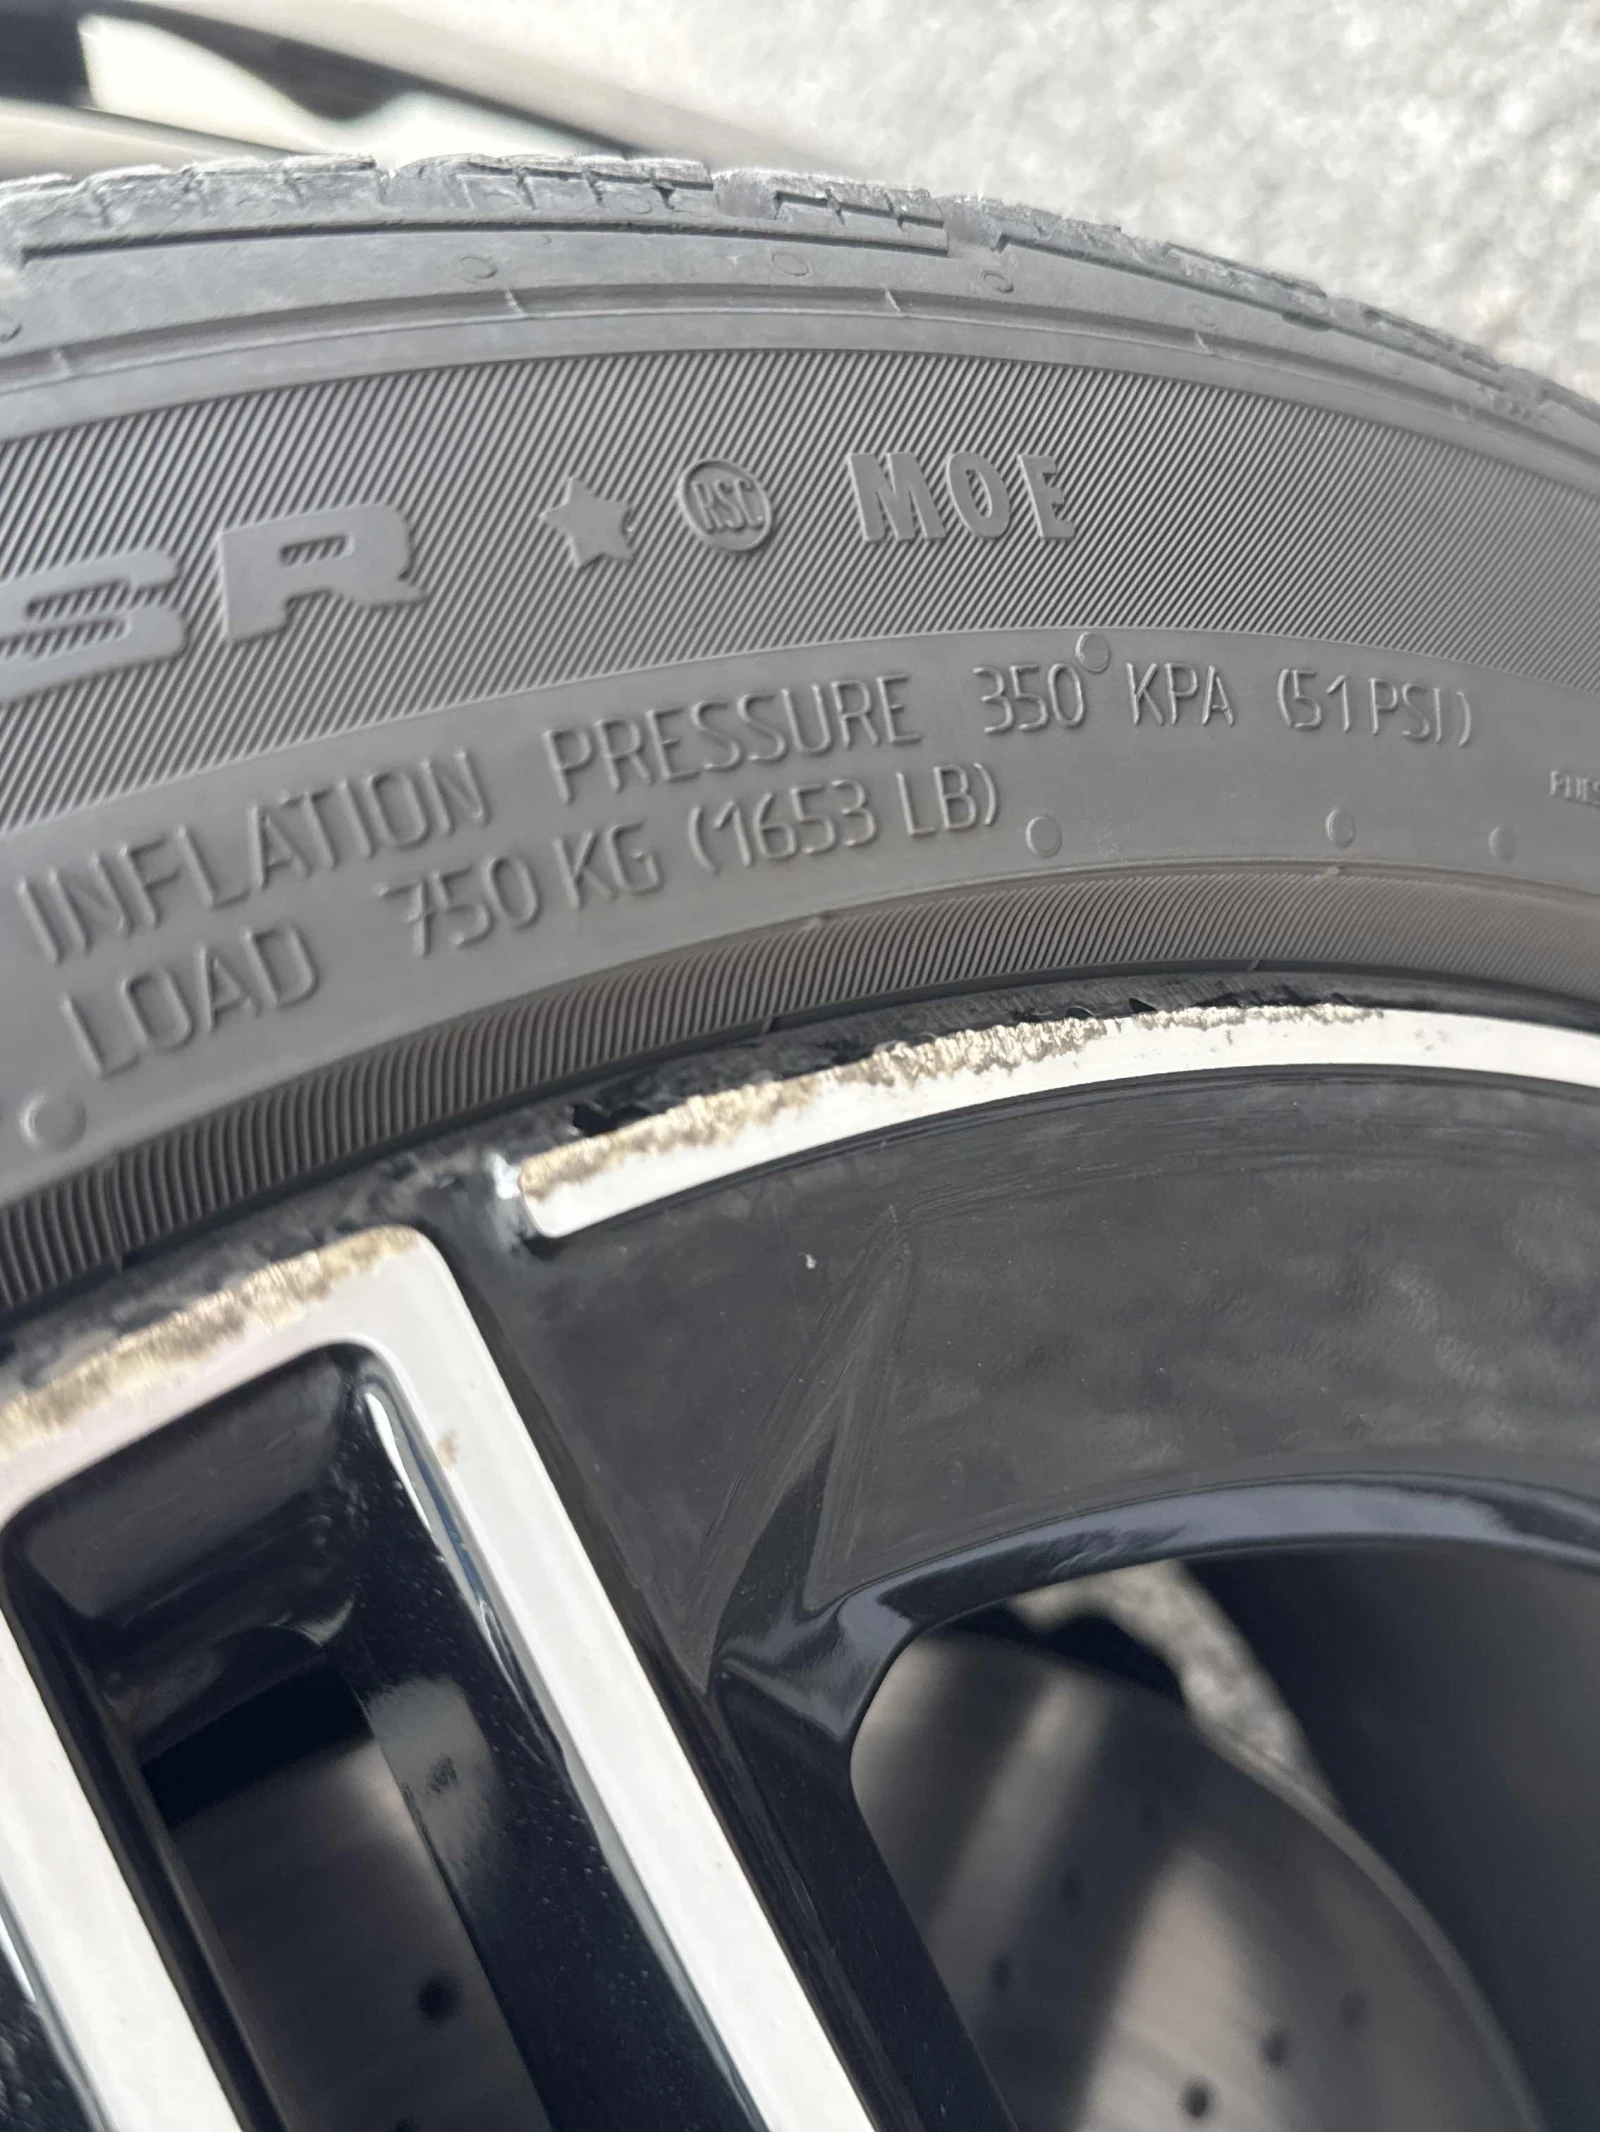 SR ★ RSC MOE
INFLATION PRESSURE 350 KPA (51 PSI)
LOAD 750 KG (1653 LB)